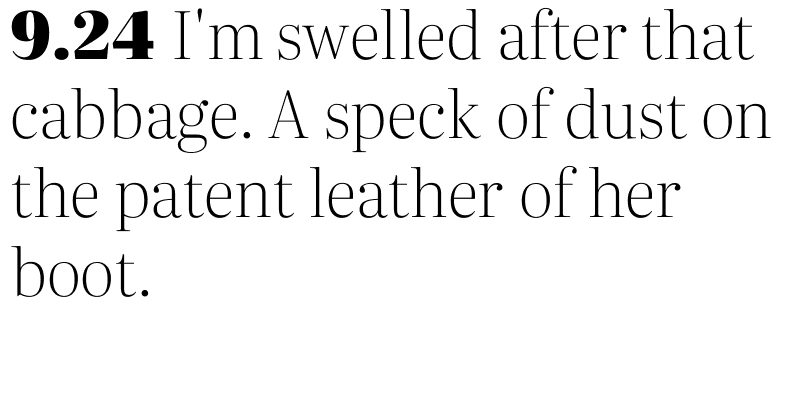 9.24 I'm swelled after that
cabbage. A speck of dust on
the patent leather of her
boot.